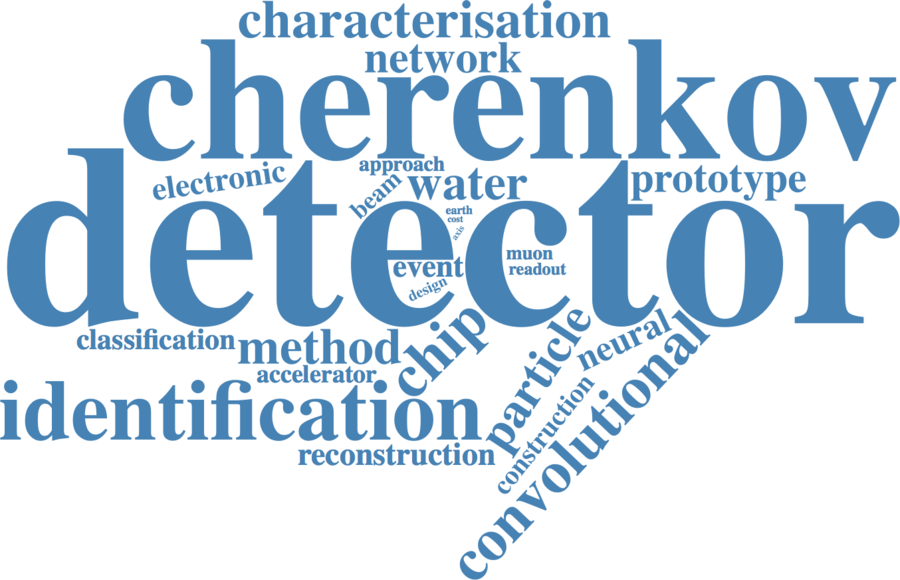 characterisation
network
cherenkov
approach
electronic
beam
water
prototype
earth
cost
axis
detector
muon
readout
event
design
classification
method
chip
particle
neural
accelerator
identification
construction
convolutional
reconstruction